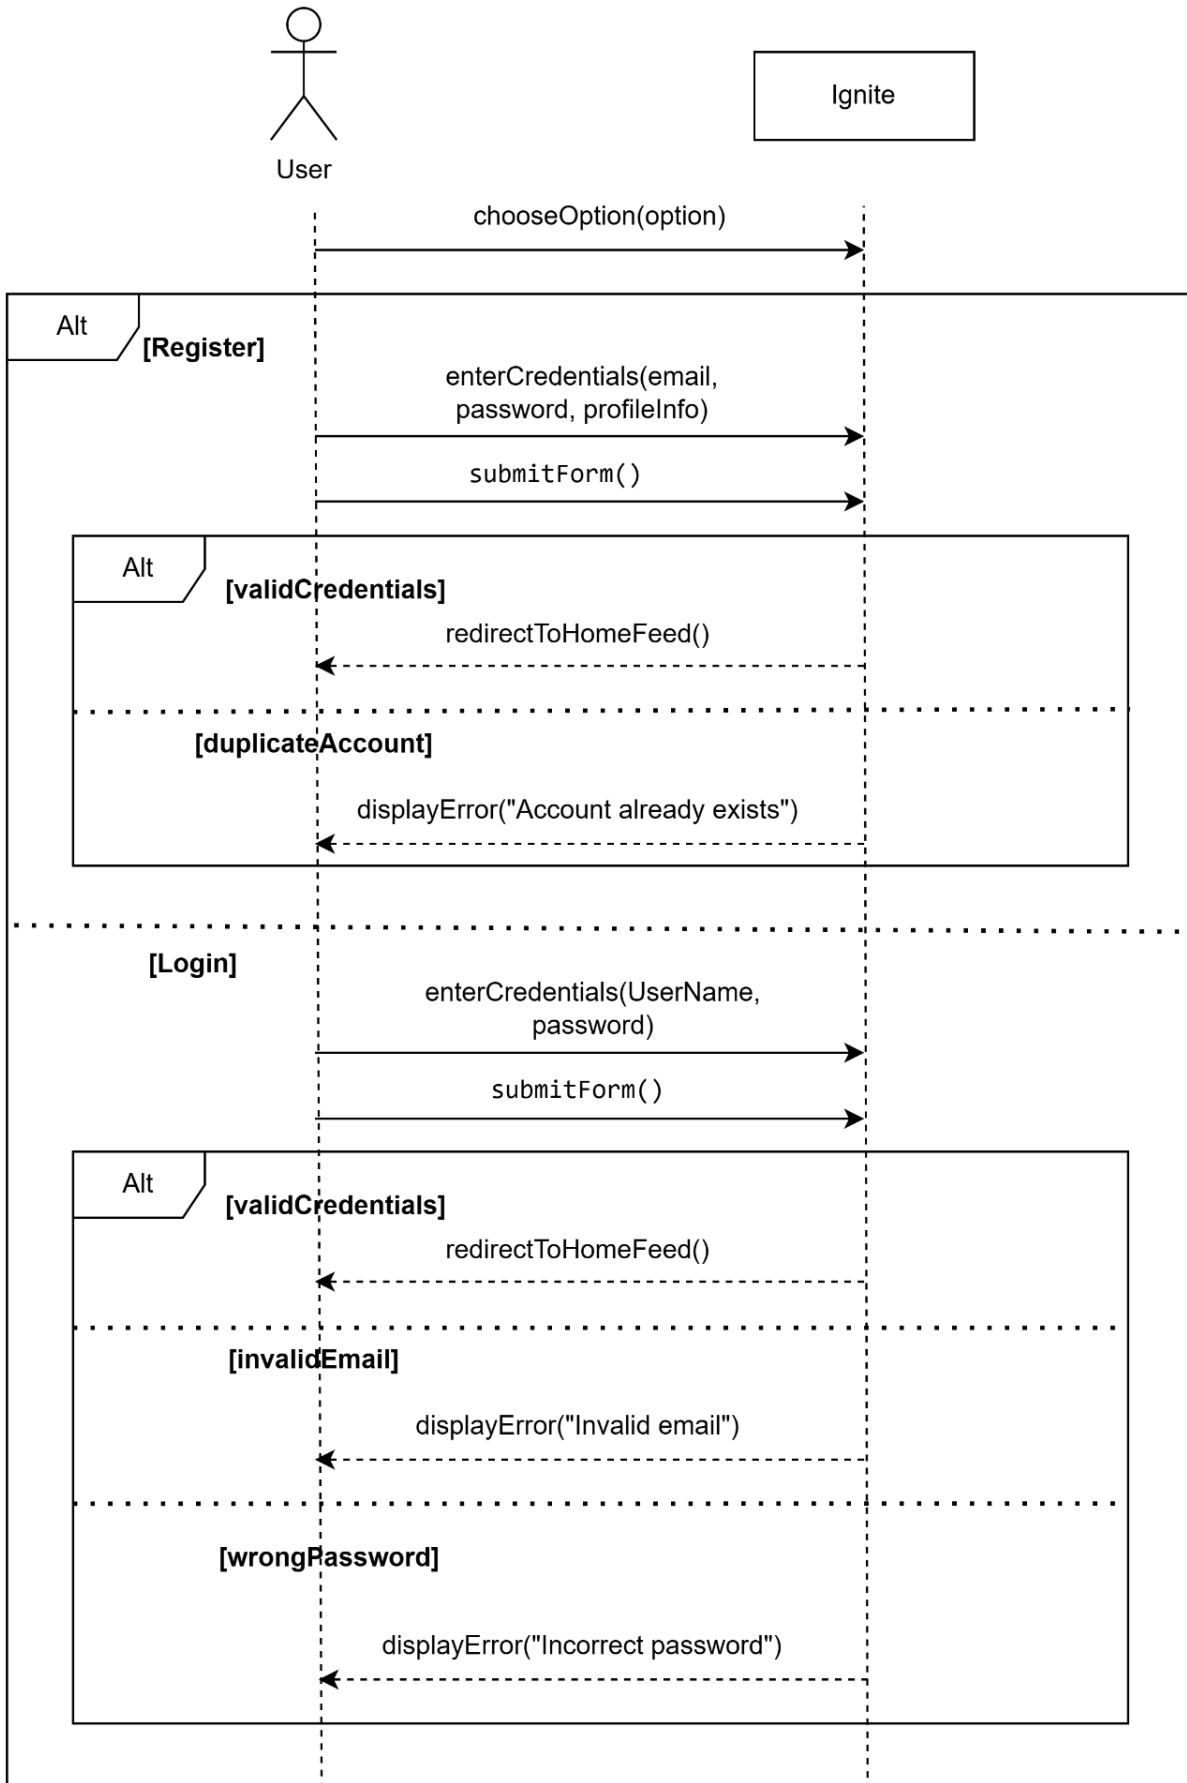 Ignite
User
chooseOption(option)
Alt
[Register]
enterCredentials(email,
password, profileInfo)
submitForm()
Alt
[validCredentials]
redirectToHomeFeed()
[duplicateAccount]
displayError("Account already exists")
[Login]
enterCredentials(UserName,
password)
submitForm()
Alt
[validCredentials]
redirectToHomeFeed()
[invalidEmail]
displayError("Invalid email")
[wrongPassword]
displayError("Incorrect password")